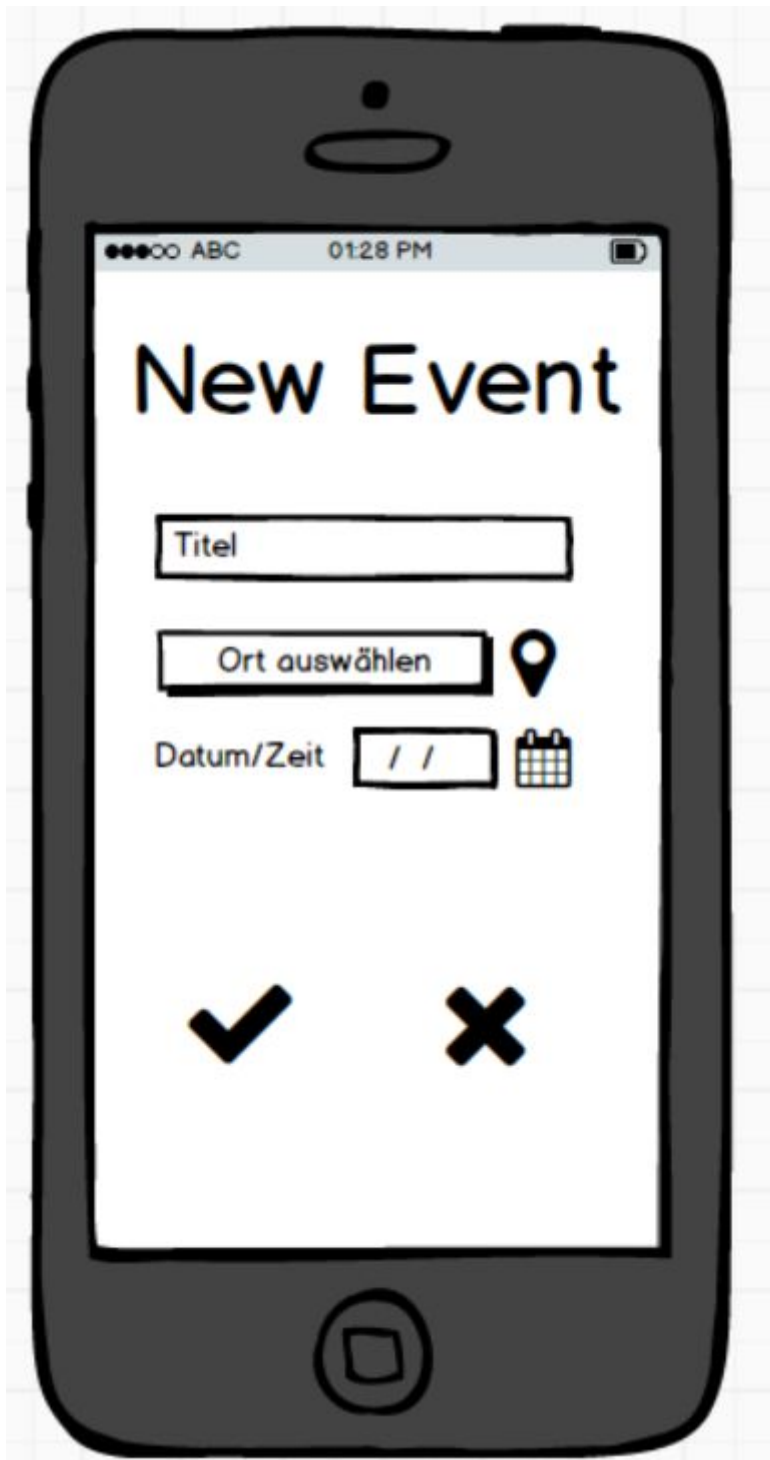 ABC 01:28 PM
New Event
Titel
Ort auswählen
Datum/Zeit / /